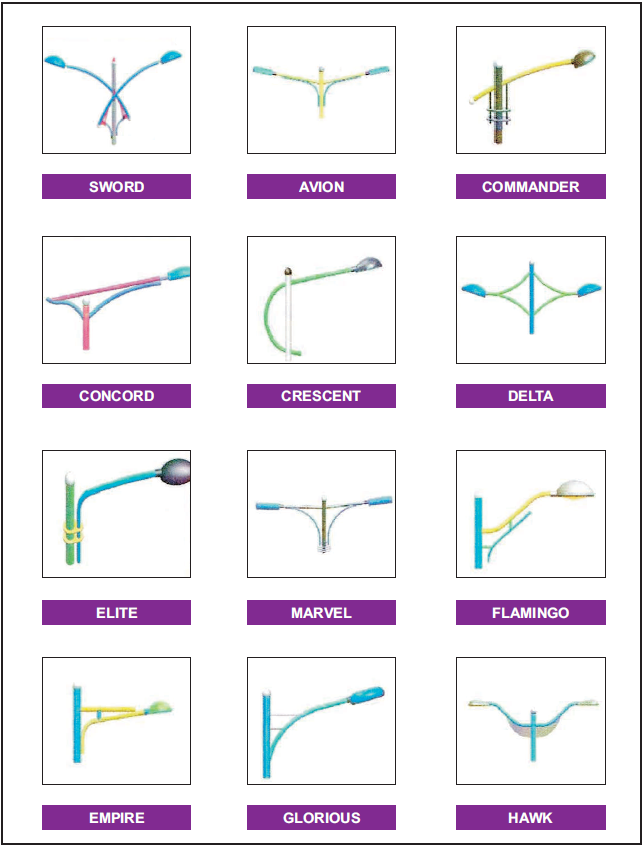 SWORD
AVION
COMMANDER
CONCORD
CRESCENT
DELTA
ELITE
MARVEL
FLAMINGO
EMPIRE
GLORIOUS
HAWK